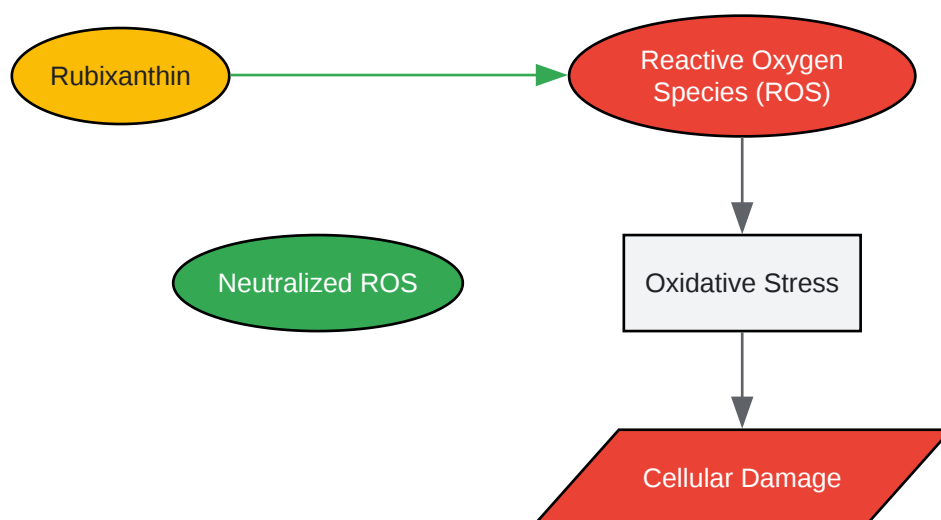 Rubixanthin
Reactive Oxygen
Species (ROS)
Neutralized ROS
Oxidative Stress
Cellular Damage